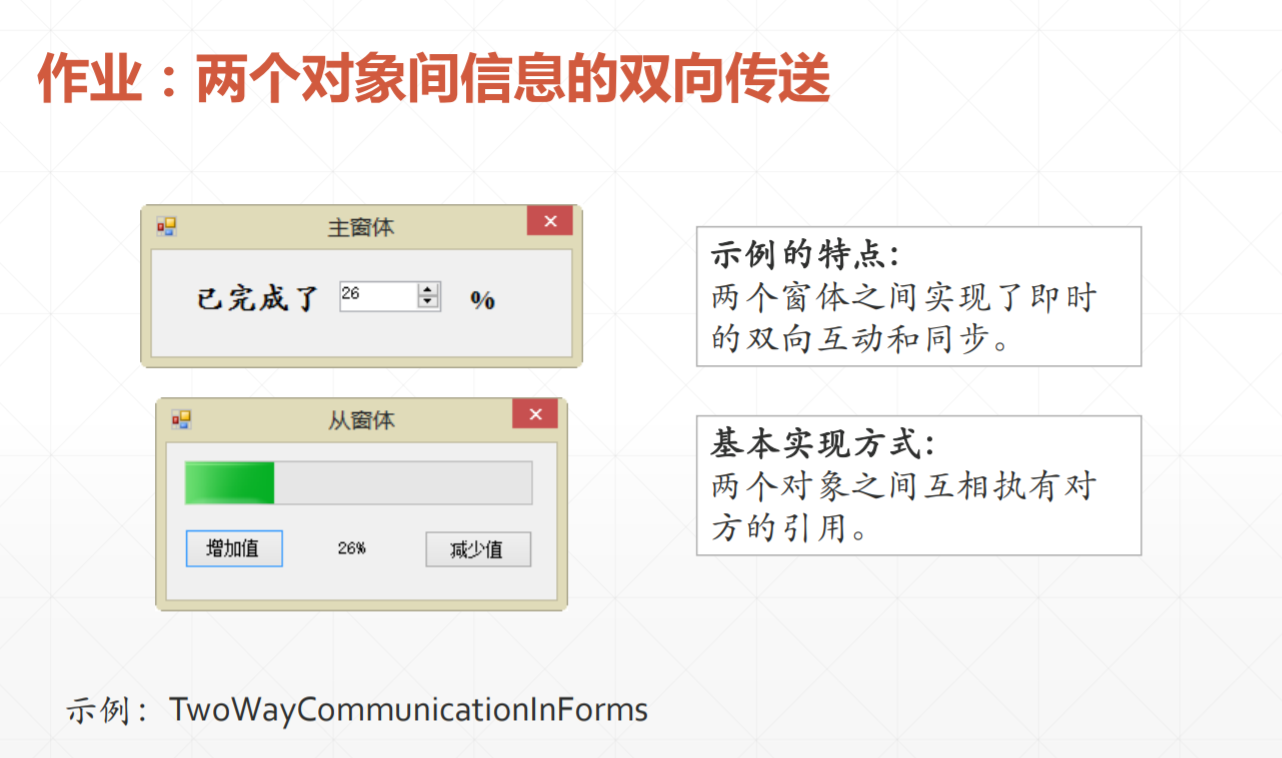 作业：两个对象间信息的双向传送
主窗体
已完成了 26 %
示例的特点：
两个窗体之间实现了即时
的双向互动和同步。
从窗体
增加值 26% 减少值
基本实现方式：
两个对象之间互相执有对
方的引用。
示例：TwoWayCommunicationInForms